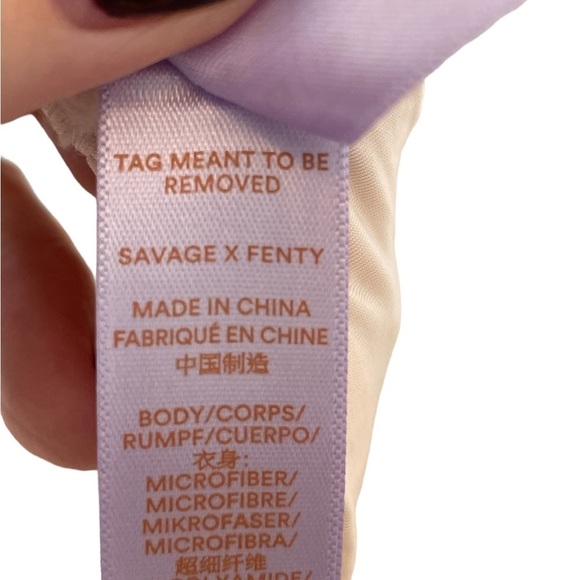 TAG MEANT TO BE
REMOVED
SAVAGE X FENTY
MADE IN CHINA
FABRIQUÉ EN CHINE
中国制造
BODY/CORPS/
RUMPF/CUERPO/
衣身:
MICROFIBER/
MICROFIBRE/
MIKROFASER/
MICROFIBRA/
超细纤维